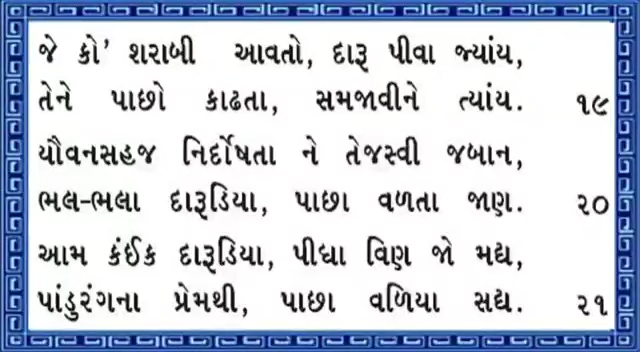 જે કો’ શરાબી આવતો, દારૂ પીવા જ્યાંય,
તેને પાછો કાઢતા, સમજાવીને ત્યાંય. ૧૯
યૌવનસહજ નિર્દોષતા ને તેજસ્વી જબાન,
ભલ-ભલા દારૂડિયા, પાછા વળતા જાણ. ૨૦
આમ કંઈક દારૂડિયા, પીધા વિણ જો મદ્ય,
પાંડુરંગના પ્રેમથી, પાછા વળિયા સદ્ય. ૨૧